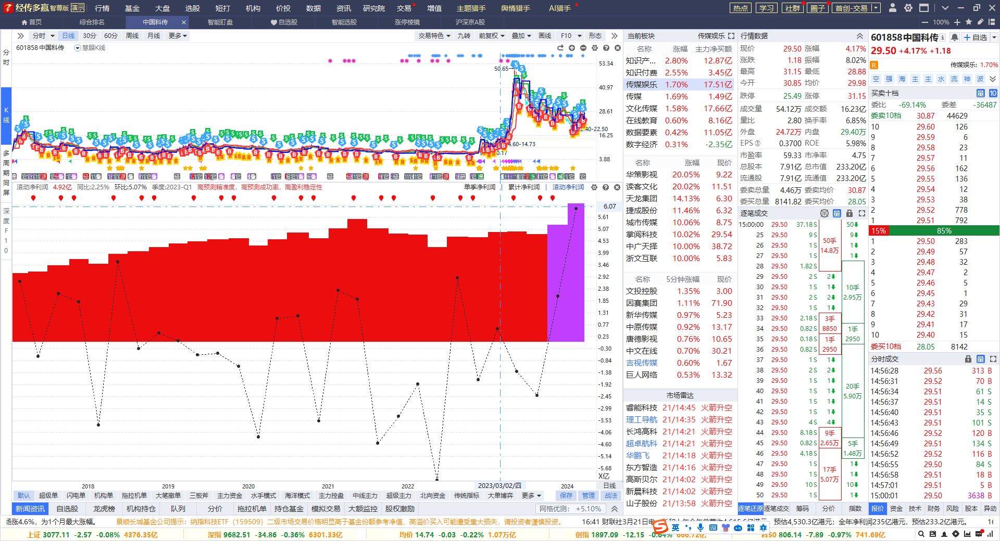 经传多赢 智尊版 演示 行情 基金 大盘 选股 短打 机构 价投 数据 资讯 研究院 交易 增值 主题猎手 舆情猎手 AI猎手 热点 学习 社群 圈子 首创-交易
首页 综合排名 中国科传 智能盯盘 自选股 智能选股 涨停棱镜 沪深京A股 100%
分时 日线 30分 60分 周线 月线 更多 交易特色 九转 前复权 叠加 画线 F10 形态
601858 中国科传 慧眼K线
分时
K线
多周期同屏
深度F10
50.65
22.50
4.60-14.73
53.34
40.97
28.61
16.25
3.88
滚动净利润 4.92亿 同比:2.25% 环比:5.07% 季度:2023-Q1 高预测精准度，高预测成功率，高盈利稳定性 单季净利润 累计净利润 滚动净利润
6.07
5.61
5.07
4.53
3.99
3.46
2.92
2.38
1.85
1.31
0.77
0.23
-0.30
-0.84
-1.38
-1.92
-2.45
-2.99
-3.53
-4.06
-4.60
-5.14
-5.68
X亿
2018 2019 2020 2021 2022 2023/03/02/四 2024 日线
默认 超级单 闪电单 机构单 拖拉机单 大笔撤单 三板斧 主力资金 水手模式 海洋模式 主力控盘 中线主力 超级主力 北向资金 传统指标 大单博弈 更多 保存 管理 战法
新闻资讯 自选股 龙虎榜 机构持仓 队列 分价 拖拉机单 持仓基金 模拟交易 大额监控 股权激励 网格优测: +5.10%
当前板块 传媒娱乐
名称 涨幅 主力净买额
知识产... 2.80% 12.87亿
知识付费 2.55% 3.45亿
传媒娱乐 1.70% 17.51亿
传媒 1.69% 1.49亿
文化传媒 1.58% 17.66亿
在线教育 0.60% 8.16亿
数据要素 0.42% 11.05亿
数字经济 0.31% -2.35亿
名称 涨幅 现价
华策影视 20.05% 9.22
读客文化 20.02% 11.51
天龙集团 14.13% 6.30
捷成股份 11.46% 6.32
城市传媒 10.06% 8.75
掌阅科技 10.02% 29.54
中广天择 10.00% 38.72
浙文互联 10.00% 5.83
名称 5分钟涨幅 现价
文投控股 1.35% 3.00
因赛集团 1.11% 71.90
新华传媒 0.97% 5.23
中原传媒 0.92% 13.17
唐德影视 0.76% 10.65
中文在线 0.70% 30.21
吉视传媒 0.60% 1.67
巨人网络 0.53% 13.32
市场雷达
睿能科技 21/14:45 火箭升空
理工导航 21/14:35 火箭升空
长鸿高科 21/14:21 火箭升空
超卓航科 21/14:21 火箭升空
华鹏飞 21/14:18 火箭升空
东方智造 21/14:16 火箭升空
高斯贝尔 21/14:02 火箭升空
新晨科技 21/14:02 火箭升空
山子股份 21/13:58 火箭升空
行情数据
现价 29.50 涨幅 4.17%
涨跌 1.18 振幅 8.02%
最高 31.15 最低 28.88
今开 30.85 均价 29.98
跌停 25.49 涨停 31.15
成交量 54.12万 成交额 16.23亿
量比 2.80 换手率 6.85%
外盘 24.72万 内盘 29.40万
EPS③ 0.3700 ROE 5.98%
市盈率 59.33 市净率 4.75
总股本 7.91亿 总市值 233.20亿
流通股 7.91亿 流通值 233.20亿
委卖总量 4.46万 委卖均价 30.87
委买总量 8141.82 委买均价 28.05
逐笔成交 单 量
15:00:00 29.50 37.18 S 50
25 29.50 9 S 9
26 29.50 1 S 50手 1
27 29.50 1 S 14.8万 1
28 29.50 1.82 S
29 29.50 2 S 2
30 29.50 1 S 1 10手
31 29.50 2 S 2 2.95万
32 29.50 1 S 1
33 29.50 2.18 S 3手
34 29.50 0.82 S 8850 1手
35 29.50 0.18 S 1手 2950
36 29.50 0.82 S 2950
37 29.50 1 S 1
38 29.50 2 S 2
39 29.50 1 S 1 20手
40 29.50 1 S 1 5.90万
41 29.50 1 S 1
42 29.50 1 S 1
43 29.50 4 S 4
44 29.50 8.18 S 9手
45 29.50 0.82 S 2.65万 5手
46 29.50 4.18 S 1.48万
47 29.50 1 S 17手 1
48 29.50 1 S 5.07万 1
49 29.50 10 S 10
50 29.50 1 S 1
逐笔还原 逐笔成交 筹码 分价 指数
601858 中国科传 自选
29.50 +4.17% +1.18
R 传媒娱乐: 1.70%
空 强 海 主 主 水 流 神 波
买卖十档 量 10
委比 -69.14% 委差 -36487
委卖10档 30.87 44629
10 29.60 126
9 29.59 6
8 29.58 23
7 29.57 11
6 29.56 162
5 29.55 136
4 29.54 12
3 29.53 38
2 29.52 778
1 29.51 792
15% 85%
1 29.50 283
2 29.49 57
3 29.48 32
4 29.47 2
5 29.46 5
6 29.45 1
7 29.43 29
8 29.42 31
9 29.41 17
10 29.40 15
委买10档 28.05 8142
分时成交 量
14:56:28 29.56 313 B
14:56:31 29.52 70 B
14:56:34 29.51 61 S
14:56:37 29.51 14 S
14:56:40 29.51 35 S
14:56:43 29.51 101 S
14:56:46 29.52 120 B
14:56:49 29.51 134 S
14:56:52 29.52 116 B
14:56:55 29.50 84 S
14:56:58 29.51 18 B
14:57:01 29.51 5 B
15:00:01 29.50 3638 B
报价 资金 技术 财务 风险 股本 异动
汤涨4.6%，为1个月最大涨幅。 景顺长城基金公司提示：纳指科技ETF（159509）二级市场交易价格明显高于基金份额参考净值，高溢价买入可能遭受重大损失，请投资者谨慎投资。 16:41 财联社3月21日电 预估4,530.3亿港元；全年净利润235亿港元，预估233.2亿港元。
上证 3077.11 -2.57 -0.08% 4376.35亿 深指 9682.51 -34.86 -0.36% 6301.33亿 均价 14.74 -0.03 -0.22% 1.07万亿 创指 1897.09 -12.15 -0.64% 666.72亿 科50 806.14 -7.89 -0.97% 741.69亿
S 英